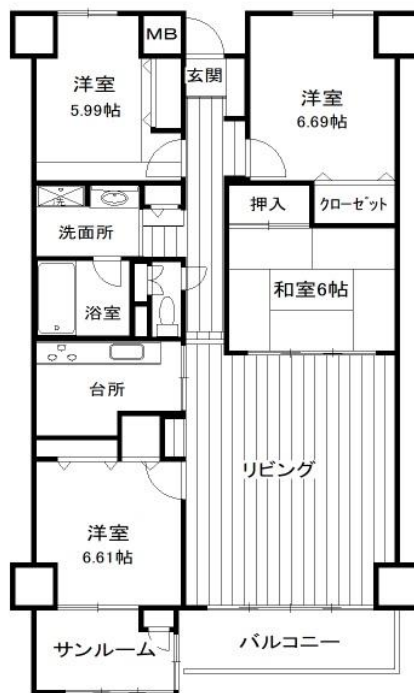 MB
玄関
洋室
5.99帖
洋室
6.69帖
洗
洗面所
押入
クローゼット
和室6帖
浴室
台所
リビング
洋室
6.61帖
サンルーム
バルコニー